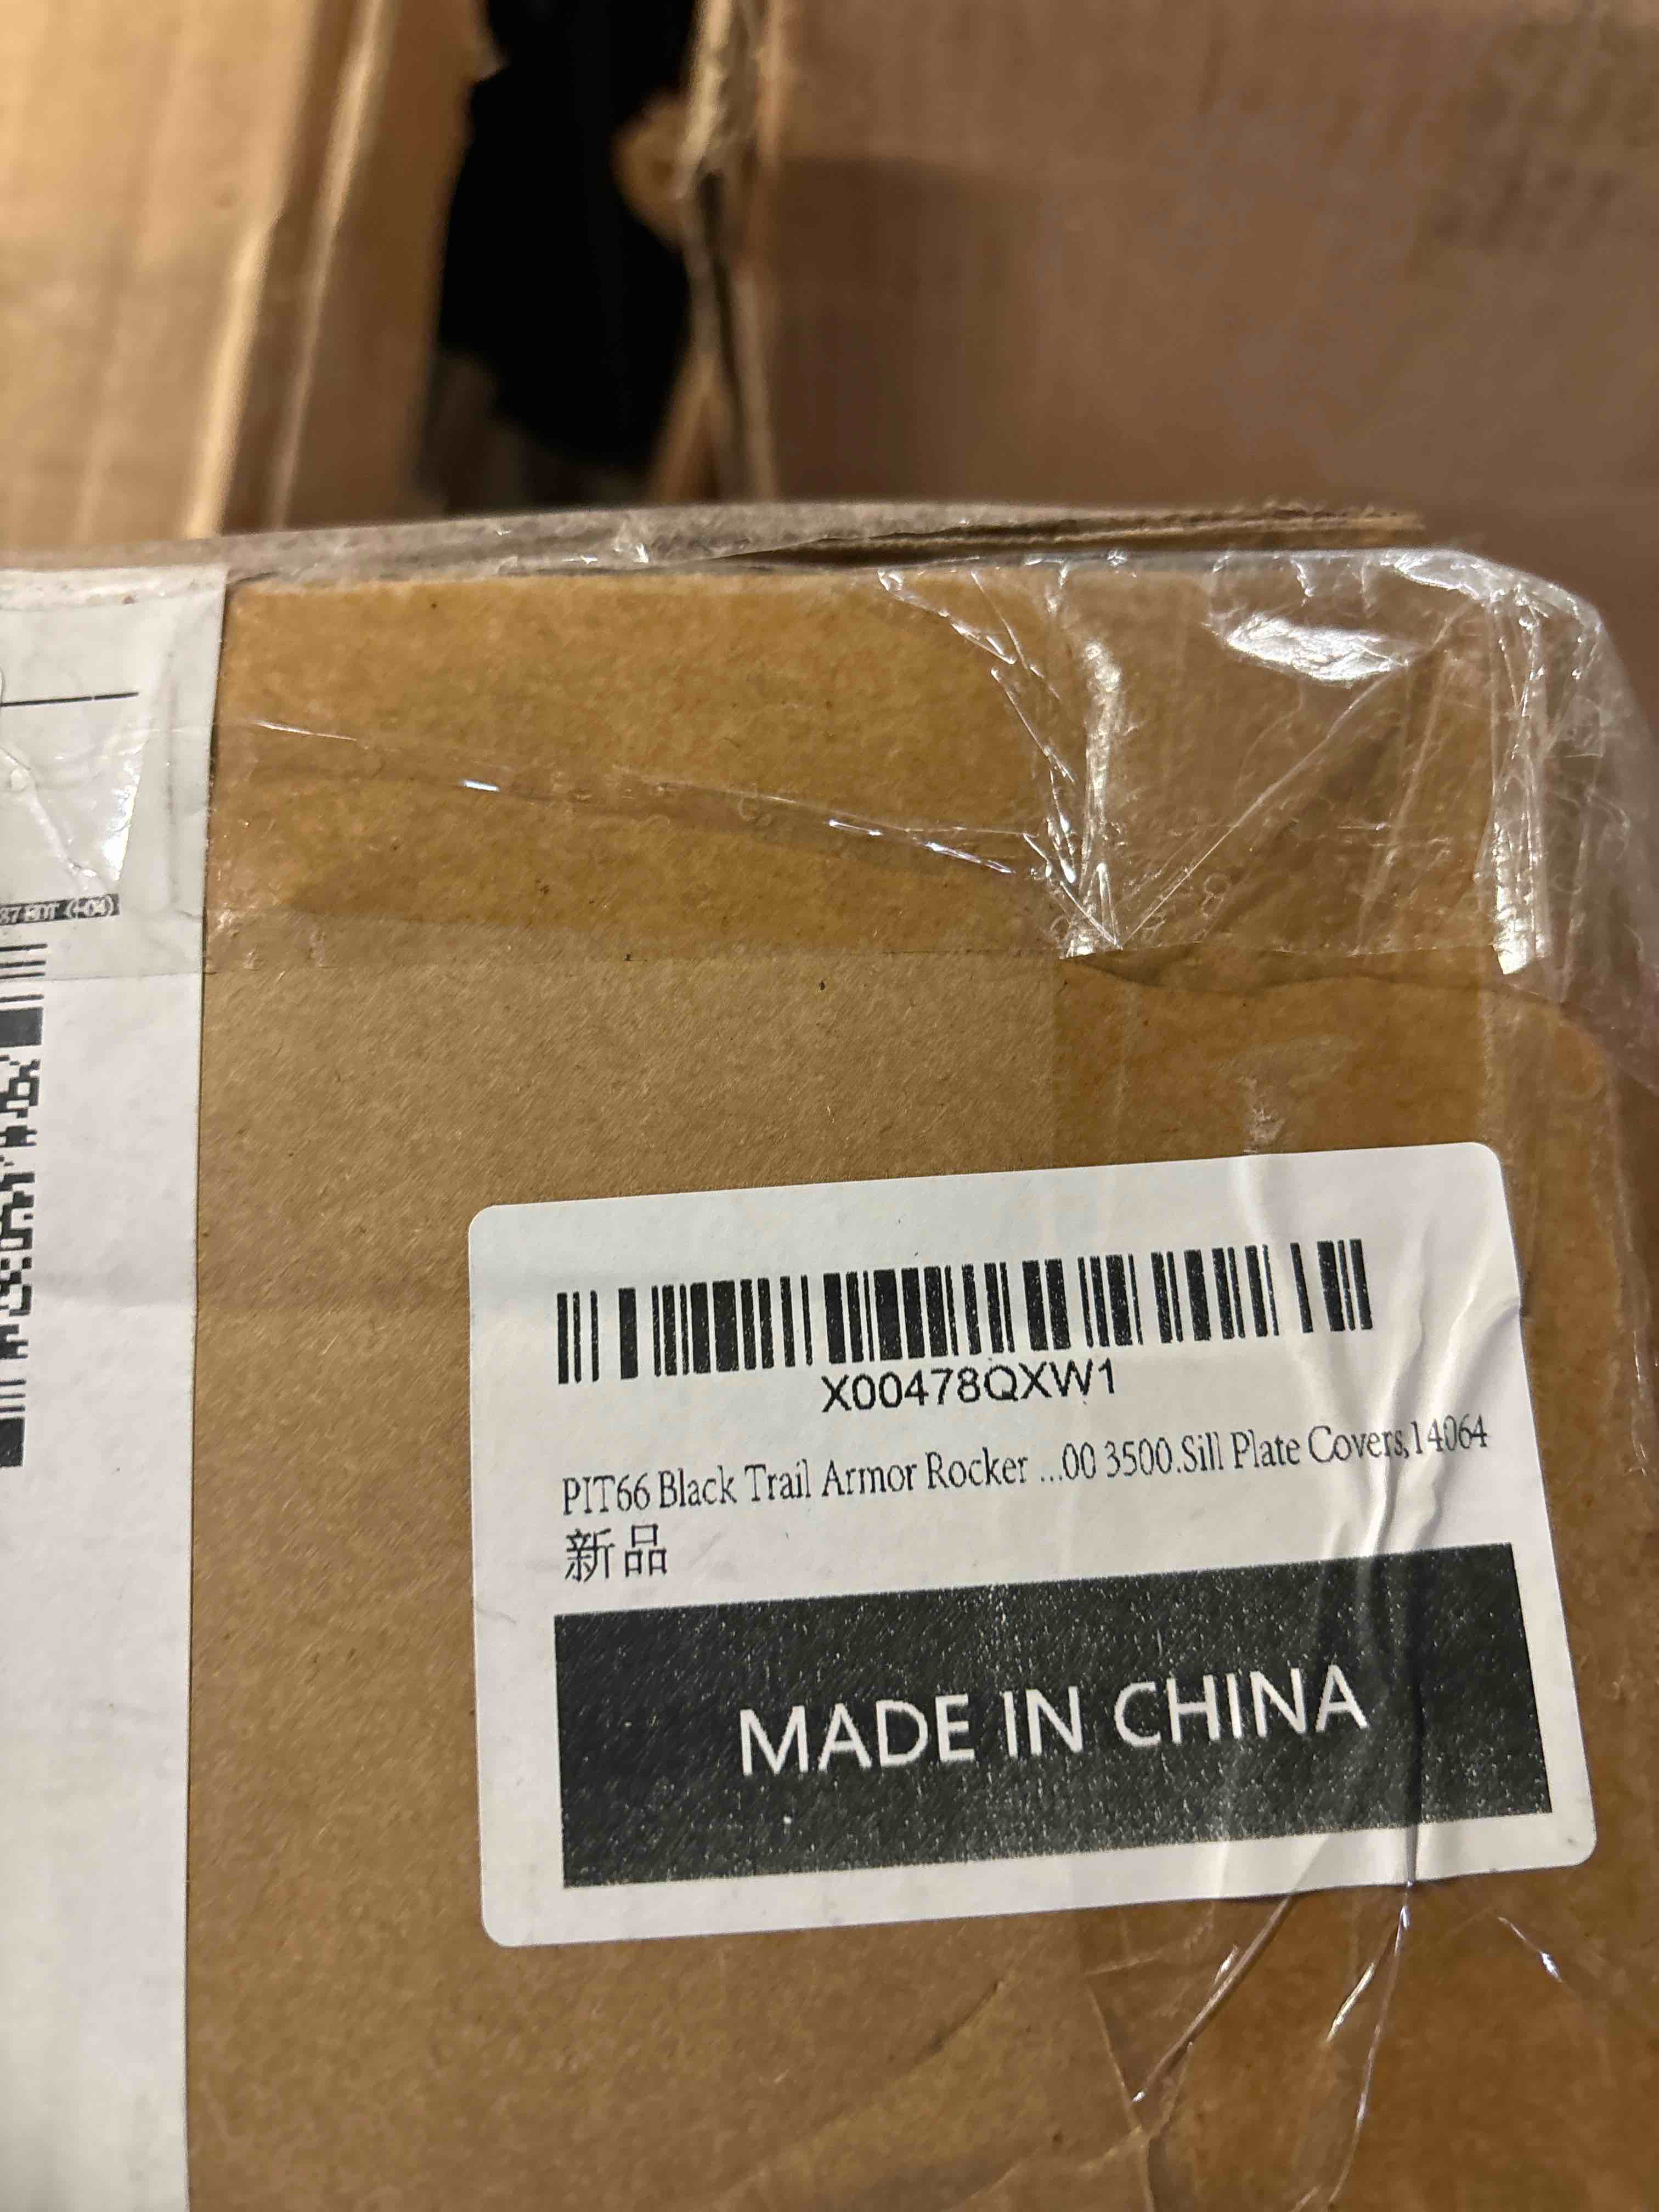 X00478QXW1
PIT66 Black Trail Armor Rocker ...00 3500.Sill Plate Covers,14064
新品
MADE IN CHINA